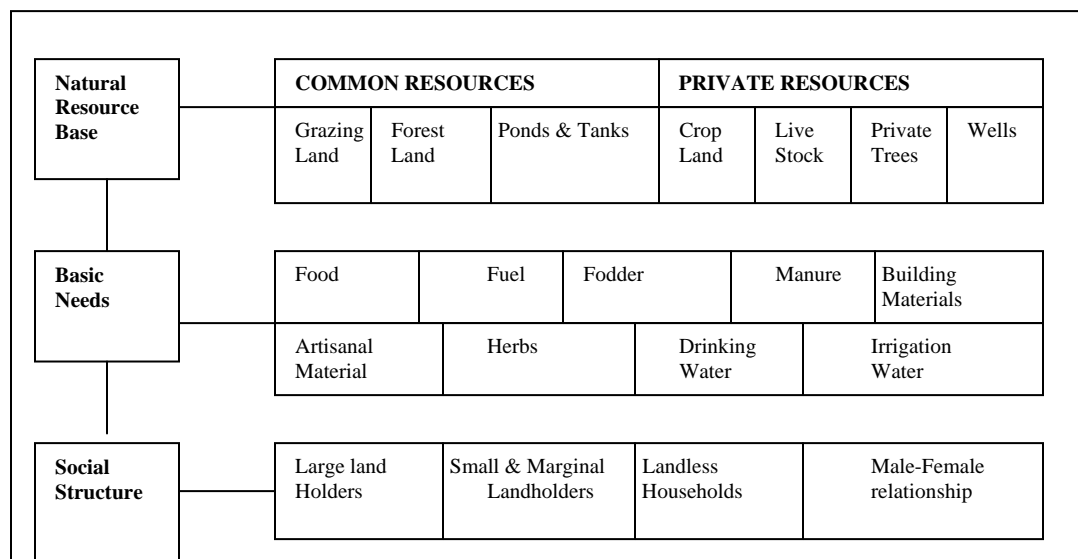 Natural
Resource
Base
COMMON RESOURCES
PRIVATE RESOURCES
Grazing
Land
Forest
Land
Ponds & Tanks
Crop
Land
Live
Stock
Private
Trees
Wells
Basic
Needs
Food
Fuel
Fodder
Manure
Building
Materials
Artisanal
Material
Herbs
Drinking
Water
Irrigation
Water
Social
Structure
Large land
Holders
Small & Marginal
Landholders
Landless
Households
Male-Female
relationship